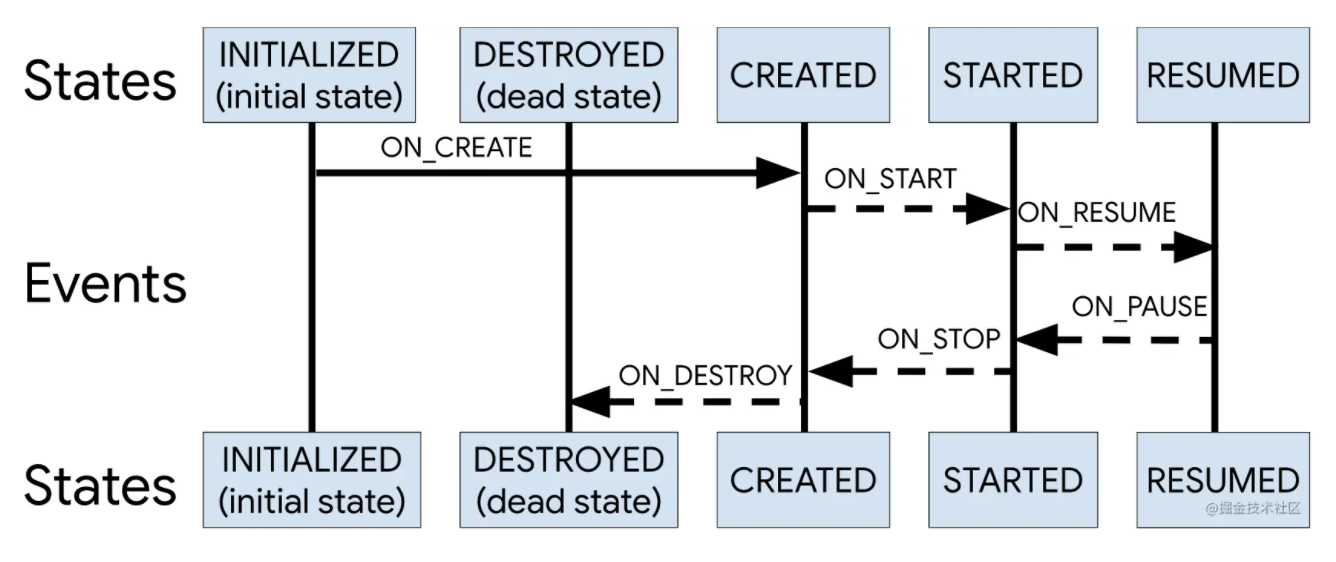 States
INITIALIZED
(initial state)
DESTROYED
(dead state)
CREATED
STARTED
RESUMED
ON_CREATE
ON_START
ON_RESUME
Events
ON_PAUSE
ON_STOP
ON_DESTROY
States
INITIALIZED
(initial state)
DESTROYED
(dead state)
CREATED
STARTED
RESUMED
@掘金技术社区